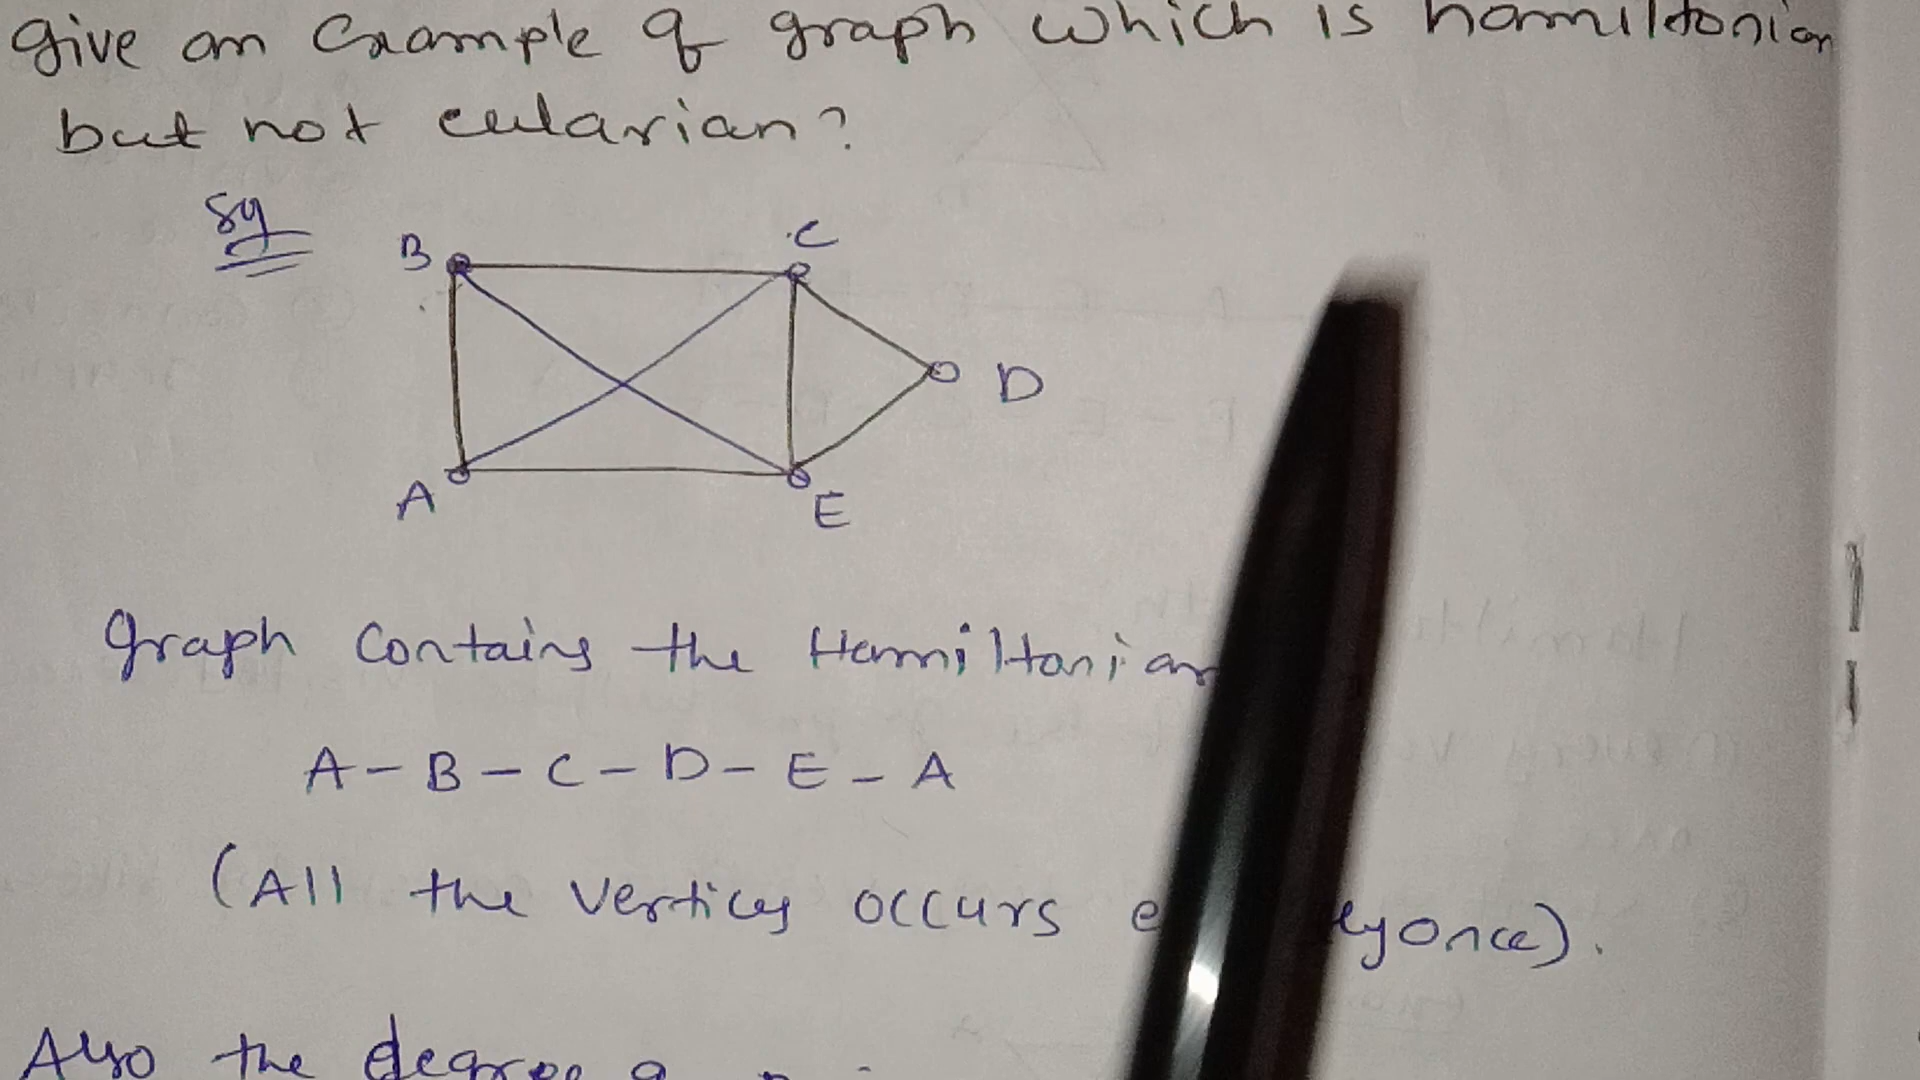 give an Example of graph which is hamiltonian
but not eularian?
Sol
B
C
D
A
E
graph Contains the Hamiltonian
A - B - C - D - E - A
(All the vertices occurs once).
Also the degree